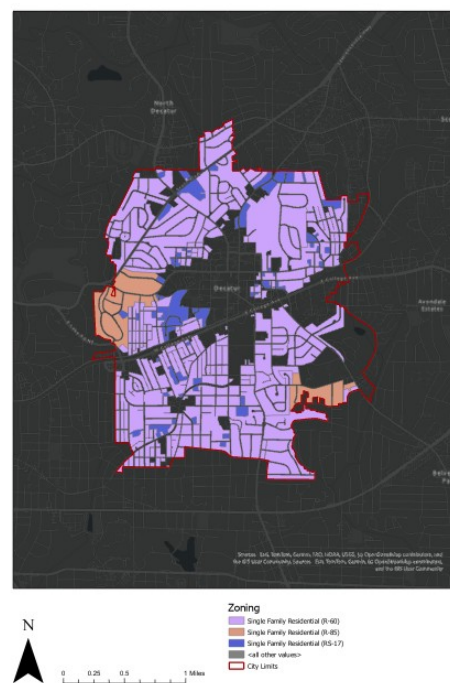 North
Decatur
Decatur
Avondale
Estates
Sources: Esri, TomTom, Garmin, FAO, NOAA, USGS, (c) OpenStreetMap contributors, and
the GIS User Community, Sources: Esri, TomTom, Garmin, (c) OpenStreetMap contributors,
and the GIS User Community
Zoning
Single Family Residential (R-60)
Single Family Residential (R-85)
Single Family Residential (RS-17)
<all other values>
City Limits
N
0 0.25 0.5 1 Miles